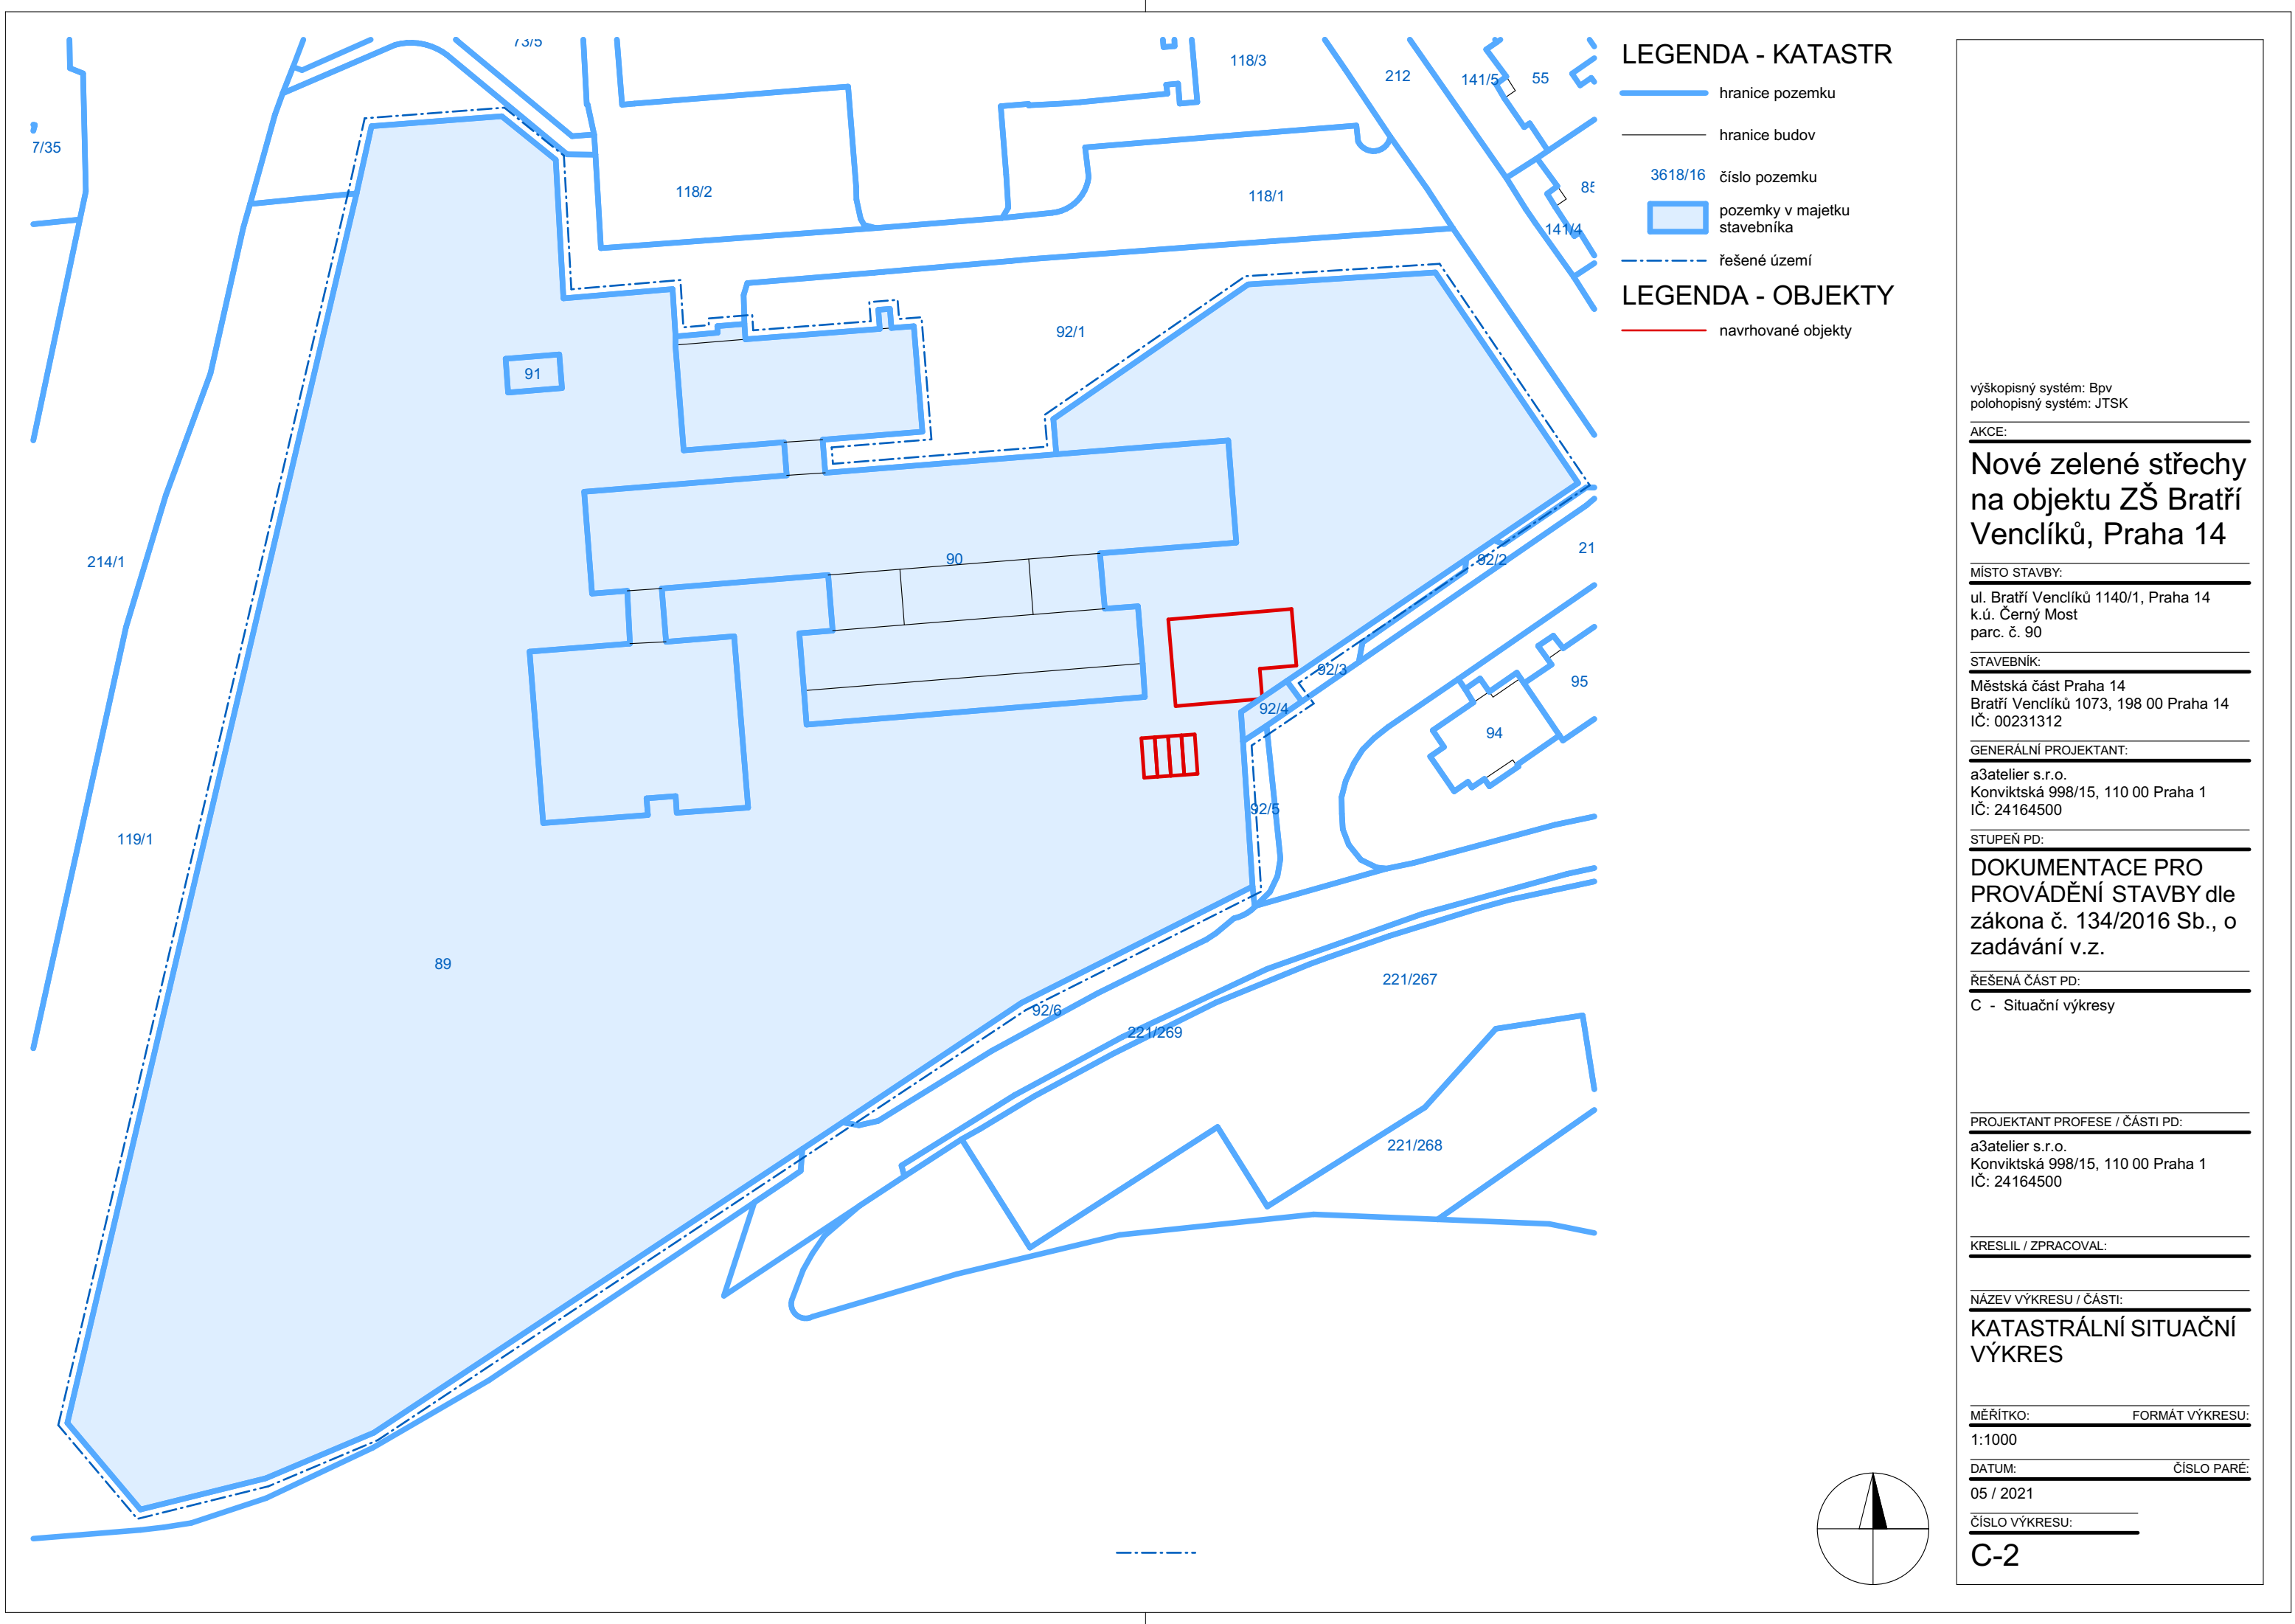 73/5
118/3
212
141/5
55
7/35
118/2
118/1
85
141/4
92/1
91
214/1
90
92/2
21
92/3
95
92/4
94
92/5
119/1
89
221/267
92/6
221/269
221/268
LEGENDA - KATASTR
hranice pozemku
hranice budov
3618/16 číslo pozemku
pozemky v majetku
stavebníka
řešené území
LEGENDA - OBJEKTY
navrhované objekty
výškopisný systém: Bpv
polohopisný systém: JTSK
AKCE:
Nové zelené střechy
na objektu ZŠ Bratří
Venclíků, Praha 14
MÍSTO STAVBY:
ul. Bratří Venclíků 1140/1, Praha 14
k.ú. Černý Most
parc. č. 90
STAVEBNÍK:
Městská část Praha 14
Bratří Venclíků 1073, 198 00 Praha 14
IČ: 00231312
GENERÁLNÍ PROJEKTANT:
a3atelier s.r.o.
Konviktská 998/15, 110 00 Praha 1
IČ: 24164500
STUPEŇ PD:
DOKUMENTACE PRO
PROVÁDĚNÍ STAVBY dle
zákona č. 134/2016 Sb., o
zadávání v.z.
ŘEŠENÁ ČÁST PD:
C - Situační výkresy
PROJEKTANT PROFESE / ČÁSTI PD:
a3atelier s.r.o.
Konviktská 998/15, 110 00 Praha 1
IČ: 24164500
KRESLIL / ZPRACOVAL:
NÁZEV VÝKRESU / ČÁSTI:
KATASTRÁLNÍ SITUAČNÍ
VÝKRES
MĚŘÍTKO: FORMÁT VÝKRESU:
1:1000
DATUM: ČÍSLO PARÉ:
05 / 2021
ČÍSLO VÝKRESU:
C-2